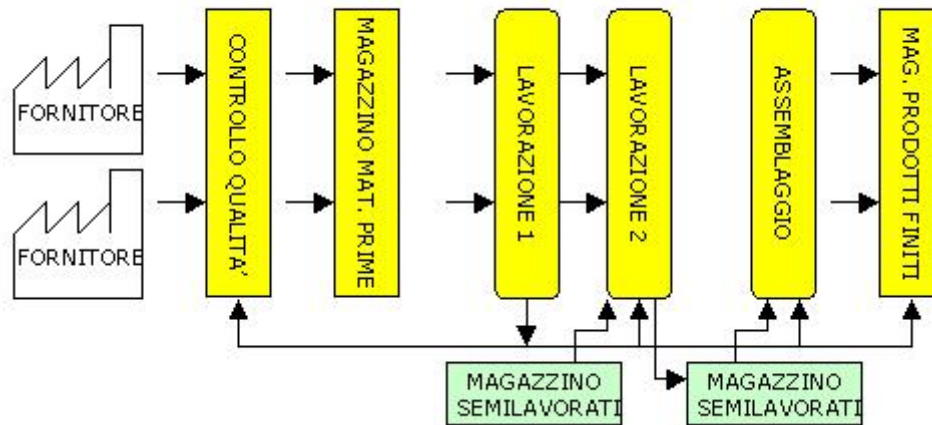 FORNITORE
FORNITORE
CONTROLLO QUALITA'
MAGAZZINO MAT. PRIME
LAVORAZIONE 1
LAVORAZIONE 2
ASSEMBLAGGIO
MAG. PRODOTTI FINITI
MAGAZZINO
SEMILAVORATI
MAGAZZINO
SEMILAVORATI